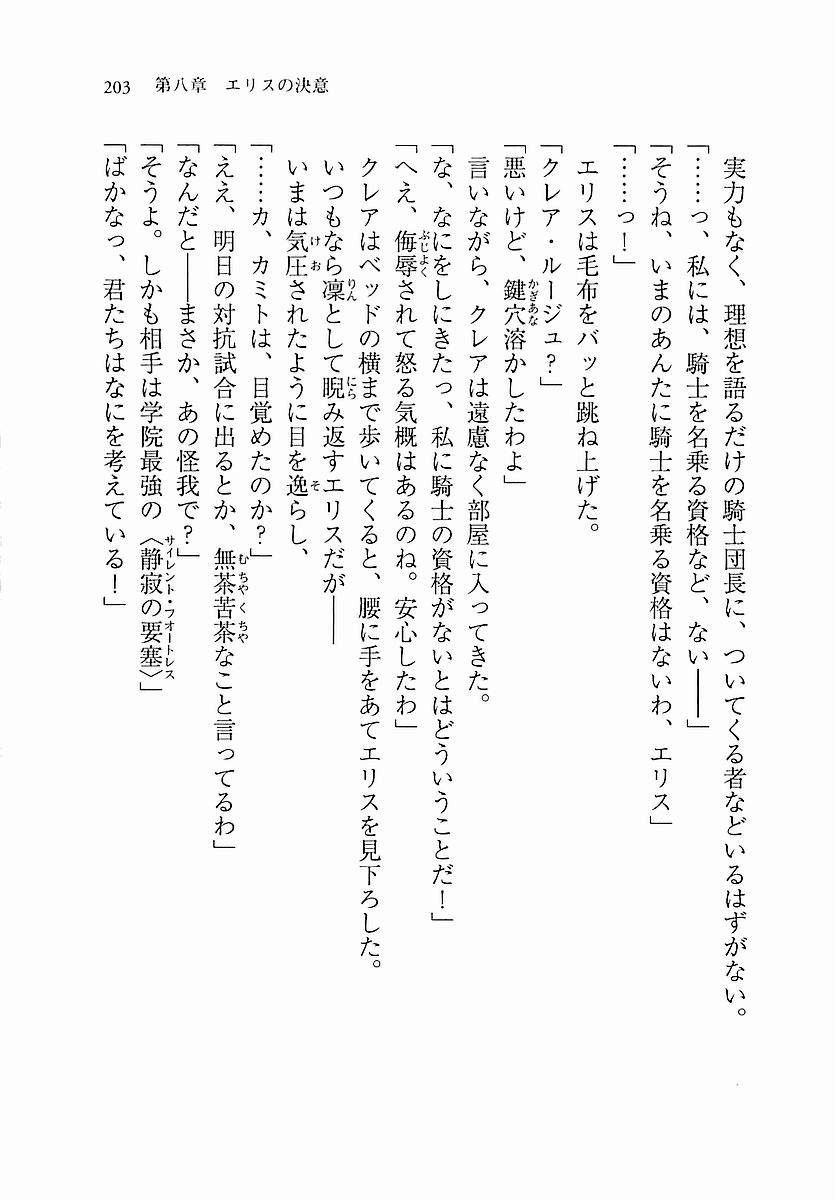 203　第八章　エリスの決意
　実力もなく、理想を語るだけの騎士団長に、ついてくる者などいるはずがない。
「……っ、私には、騎士を名乗る資格など、ない――」
「そうね、いまのあんたに騎士を名乗る資格はないわ、エリス」
「……っ！」
　エリスは毛布をバッと跳ね上げた。
「クレア・ルージュ？」
「悪いけど、鍵穴溶かしたわよ」
　言いながら、クレアは遠慮なく部屋に入ってきた。
「な、なにをしにきたっ、私に騎士の資格がないとはどういうことだ！」
「へえ、侮辱されて怒る気概はあるのね。安心したわ」
　クレアはベッドの横まで歩いてくると、腰に手をあてエリスを見下ろした。
　いつもなら凜として睨み返すエリスだが――
　いまは気圧されたように目を逸らし、
「……カ、カミトは、目覚めたのか？」
「ええ、明日の対抗試合に出るとか、無茶苦茶なこと言ってるわ」
「なんだと――まさか、あの怪我で？」
「そうよ。しかも相手は学院最強の〈静寂の要塞〉」
「ばかなっ、君たちはなにを考えている！」